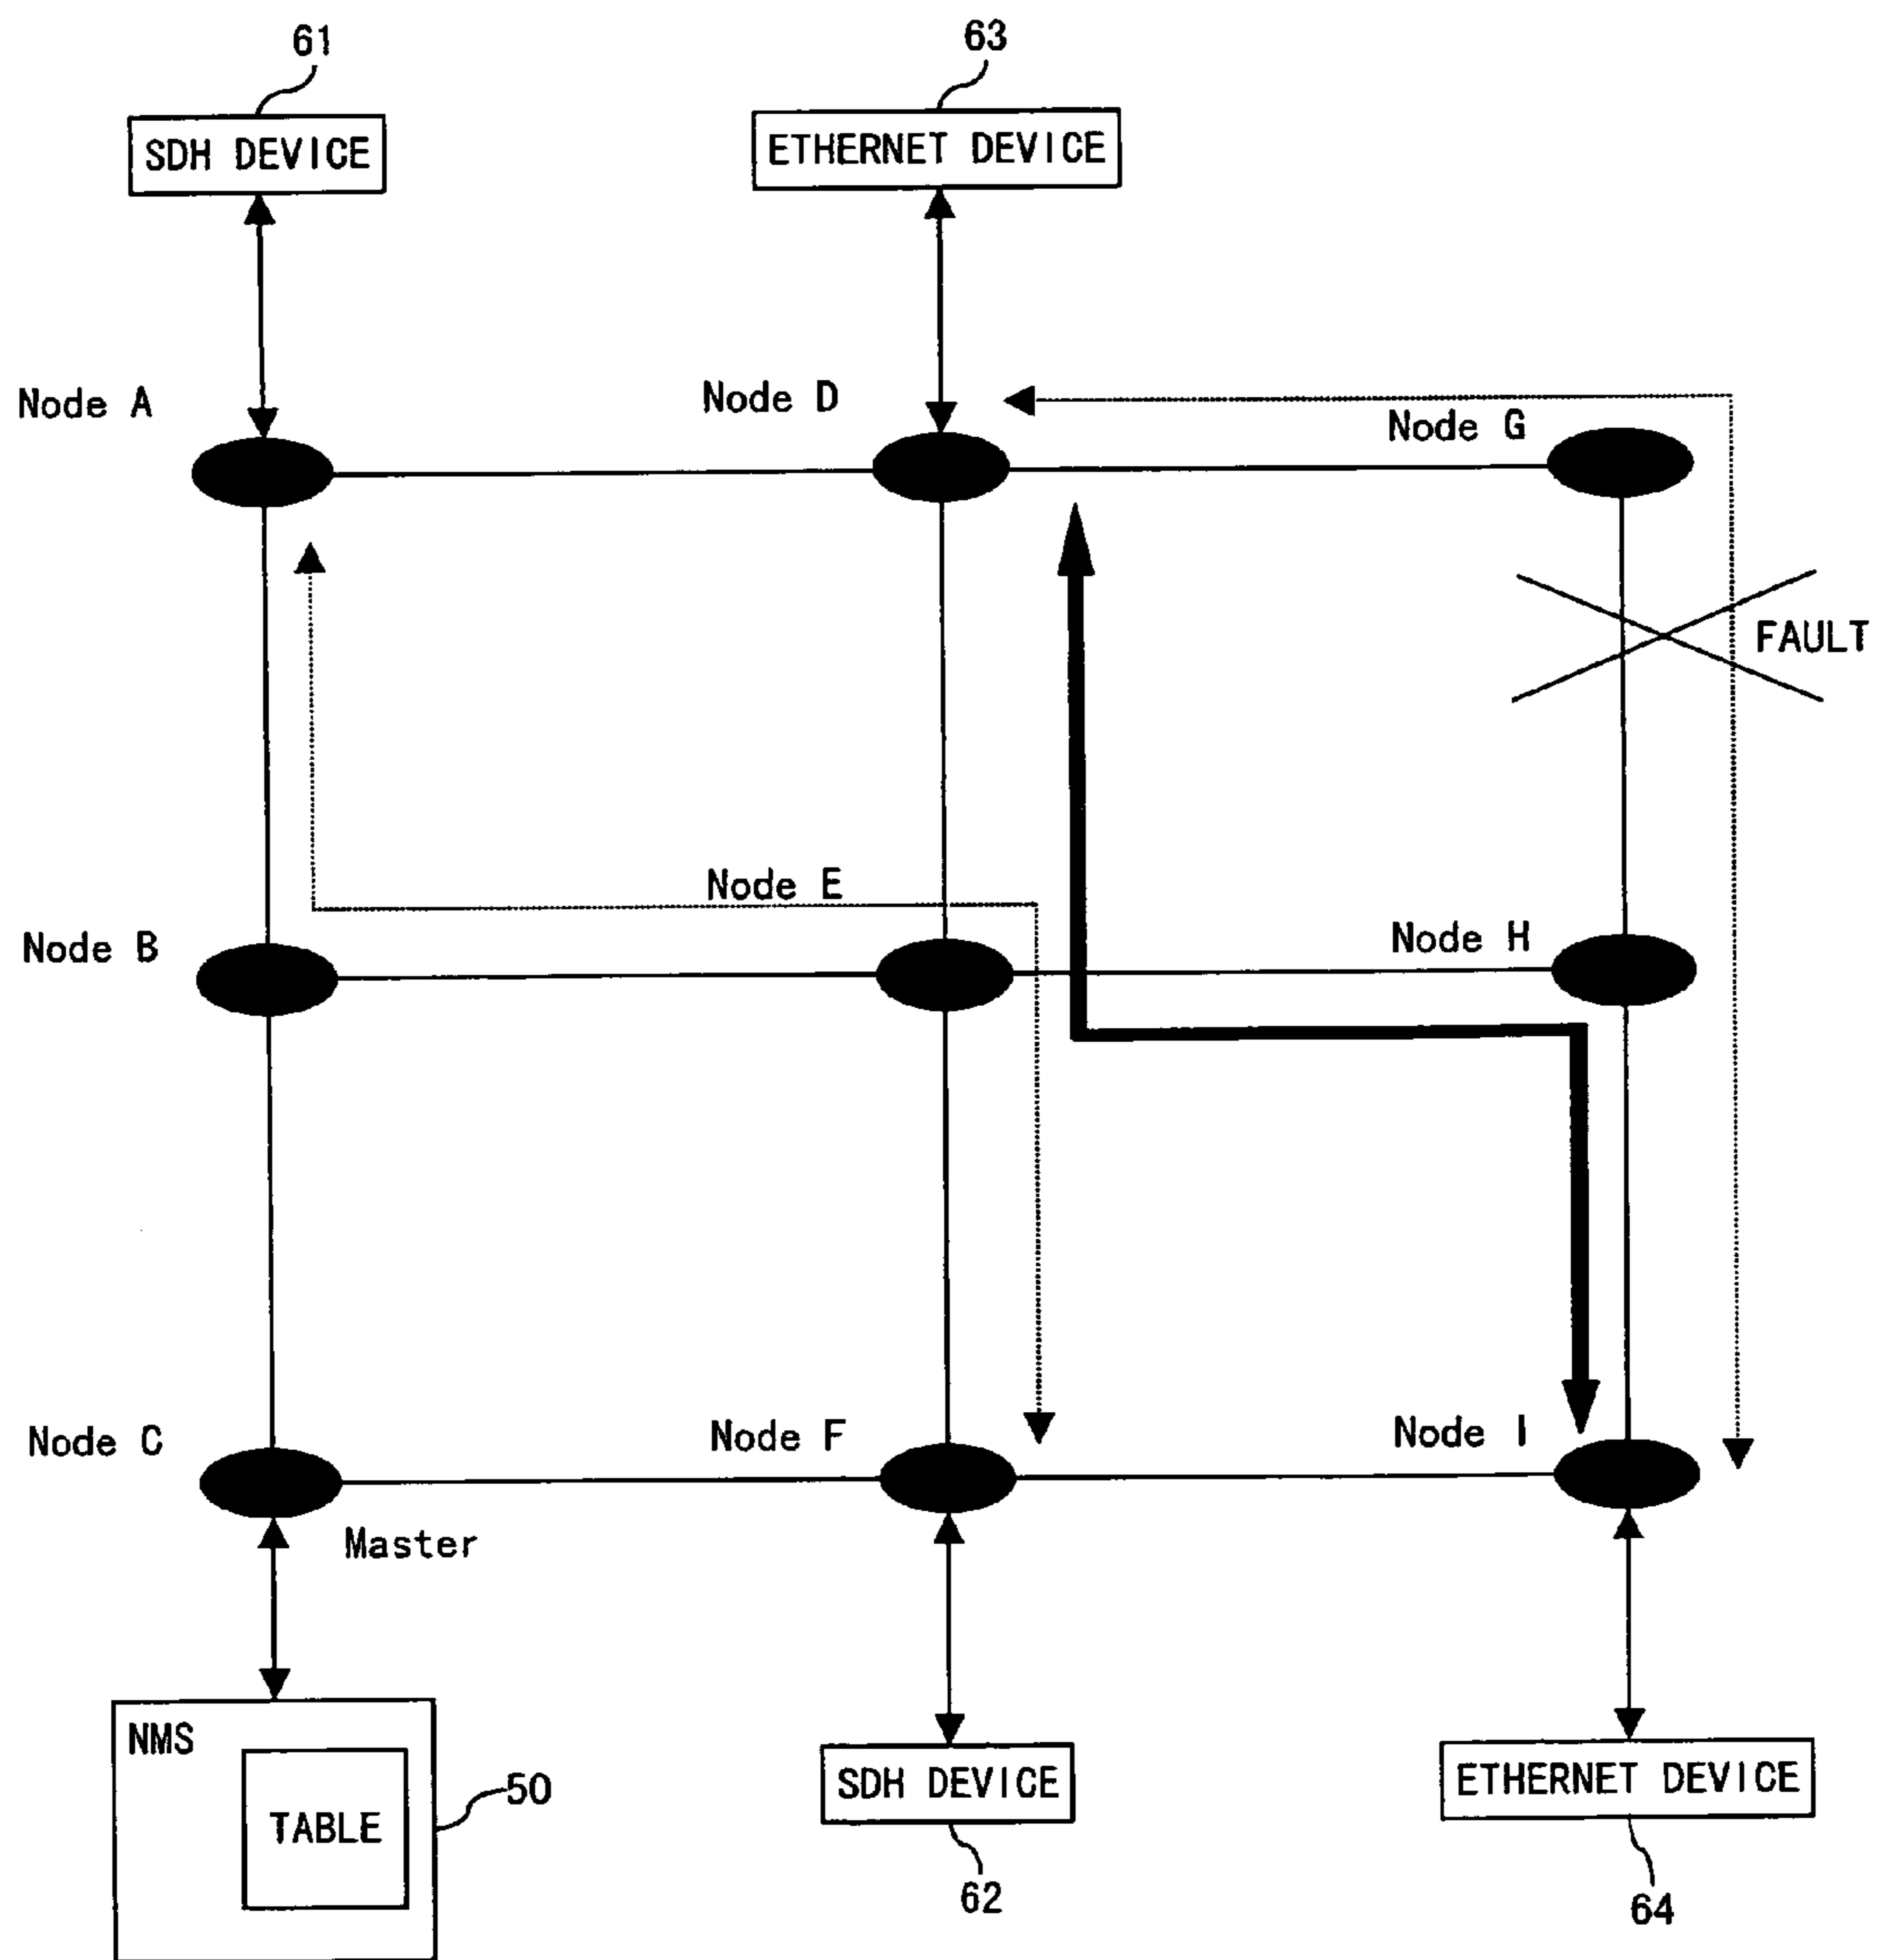 61
63
SDH DEVICE
ETHERNET DEVICE
Node A
Node D
Node G
FAULT
Node E
Node B
Node H
Node C
Node F
Node I
Master
NMS
TABLE
50
SDH DEVICE
ETHERNET DEVICE
62
64